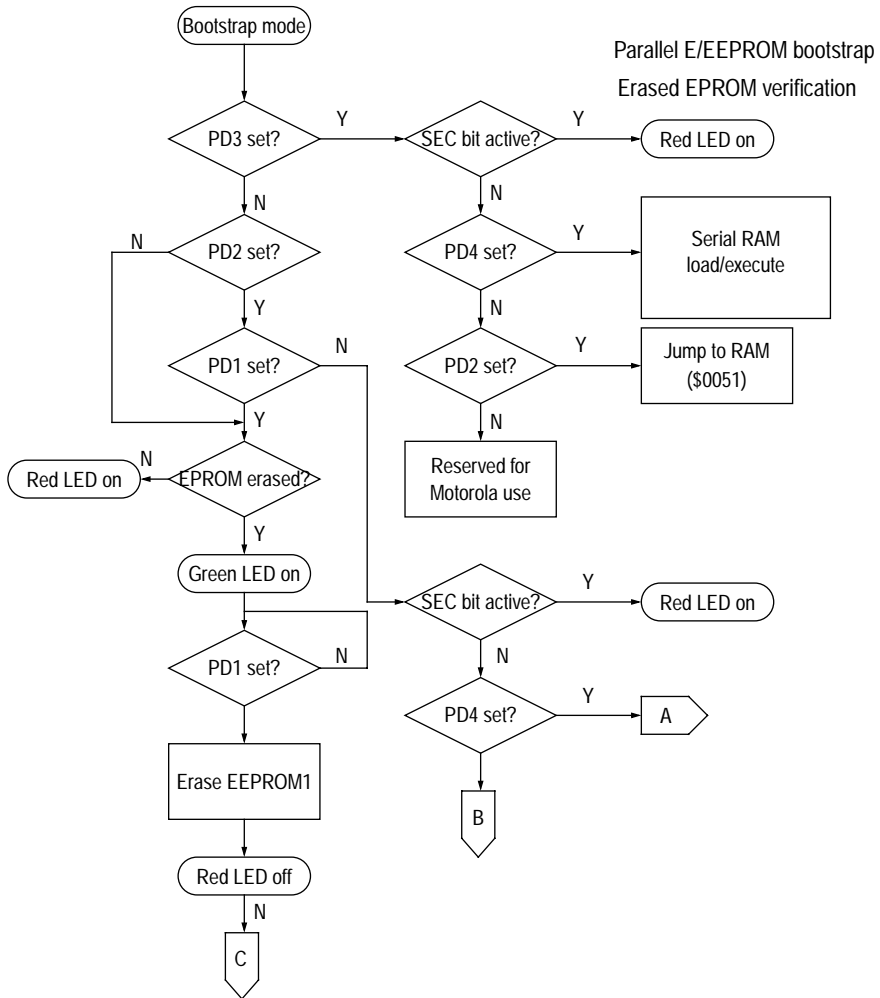 Bootstrap mode
Parallel E/EEPROM bootstrap
Erased EPROM verification
PD3 set?
Y
SEC bit active?
Y
Red LED on
N
N
N
PD2 set?
PD4 set?
Y
Serial RAM
load/execute
Y
N
PD1 set?
N
PD2 set?
Y
Jump to RAM
($0051)
Y
N
Red LED on
N
EPROM erased?
Reserved for
Motorola use
Y
Green LED on
SEC bit active?
Y
Red LED on
PD1 set?
N
N
PD4 set?
Y
A
Erase EEPROM1
B
Red LED off
N
C